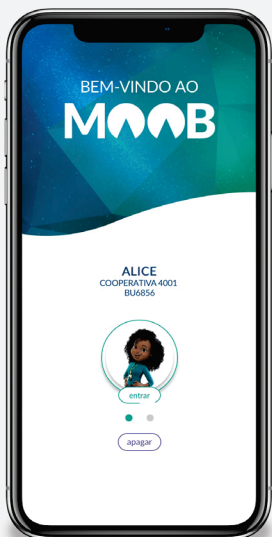 BEM-VINDO AO
MOOB
ALICE
COOPERATIVA 4001
BU6856
entrar
apagar